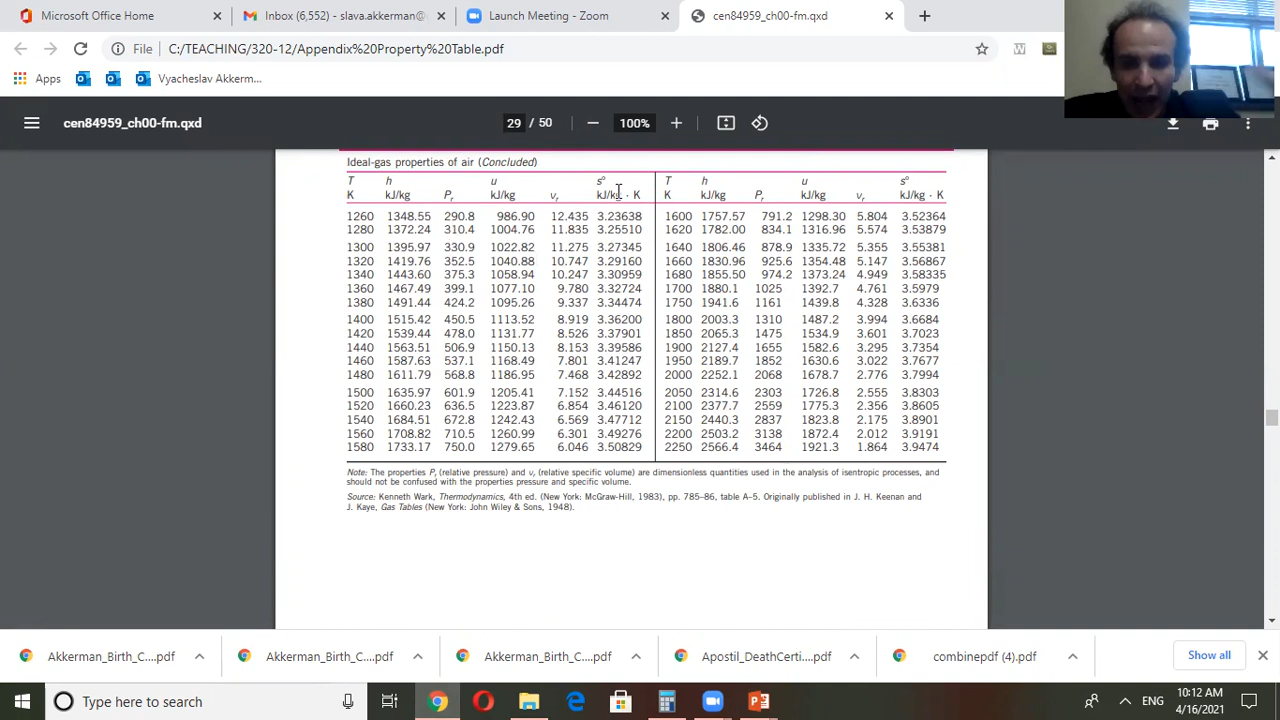 Microsoft Office Home
Inbox (6,552) - slava.akkerman@
Launch Meeting - Zoom
cen84959_ch00-fm.qxd
File
C:/TEACHING/320-12/Appendix%20Property%20Table.pdf
Apps
Vyacheslav Akkerm...
cen84959_ch00-fm.qxd
29 / 50
100%
Ideal-gas properties of air (Concluded)
T h u s° T h u s°
K kJ/kg Pr kJ/kg vr kJ/kg · K K kJ/kg Pr kJ/kg vr kJ/kg · K
1260 1348.55 290.8 986.90 12.435 3.23638 1600 1757.57 791.2 1298.30 5.804 3.52364
1280 1372.24 310.4 1004.76 11.835 3.25510 1620 1782.00 834.1 1316.96 5.574 3.53879
1300 1395.97 330.9 1022.82 11.275 3.27345 1640 1806.46 878.9 1335.72 5.355 3.55381
1320 1419.76 352.5 1040.88 10.747 3.29160 1660 1830.96 925.6 1354.48 5.147 3.56867
1340 1443.60 375.3 1058.94 10.247 3.30959 1680 1855.50 974.2 1373.24 4.949 3.58335
1360 1467.49 399.1 1077.10 9.780 3.32724 1700 1880.1 1025 1392.7 4.761 3.5979
1380 1491.44 424.2 1095.26 9.337 3.34474 1750 1941.6 1161 1439.8 4.328 3.6336
1400 1515.42 450.5 1113.52 8.919 3.36200 1800 2003.3 1310 1487.2 3.994 3.6684
1420 1539.44 478.0 1131.77 8.526 3.37901 1850 2065.3 1475 1534.9 3.601 3.7023
1440 1563.51 506.9 1150.13 8.153 3.39586 1900 2127.4 1655 1582.6 3.295 3.7354
1460 1587.63 537.1 1168.49 7.801 3.41247 1950 2189.7 1852 1630.6 3.022 3.7677
1480 1611.79 568.8 1186.95 7.468 3.42892 2000 2252.1 2068 1678.7 2.776 3.7994
1500 1635.97 601.9 1205.41 7.152 3.44516 2050 2314.6 2303 1726.8 2.555 3.8303
1520 1660.23 636.5 1223.87 6.854 3.46120 2100 2377.7 2559 1775.3 2.356 3.8605
1540 1684.51 672.8 1242.43 6.569 3.47712 2150 2440.3 2837 1823.8 2.175 3.8901
1560 1708.82 710.5 1260.99 6.301 3.49276 2200 2503.2 3138 1872.4 2.012 3.9191
1580 1733.17 750.0 1279.65 6.046 3.50829 2250 2566.4 3464 1921.3 1.864 3.9474
Note: The properties Pr (relative pressure) and vr (relative specific volume) are dimensionless quantities used in the analysis of isentropic processes, and
should not be confused with the properties pressure and specific volume.
Source: Kenneth Wark, Thermodynamics, 4th ed. (New York: McGraw-Hill, 1983), pp. 785–86, table A–5. Originally published in J. H. Keenan and
J. Kaye, Gas Tables (New York: John Wiley & Sons, 1948).
Akkerman_Birth_C....pdf
Akkerman_Birth_C....pdf
Akkerman_Birth_C....pdf
Apostil_DeathCerti....pdf
combinepdf (4).pdf
Show all
Type here to search
ENG
10:12 AM
4/16/2021